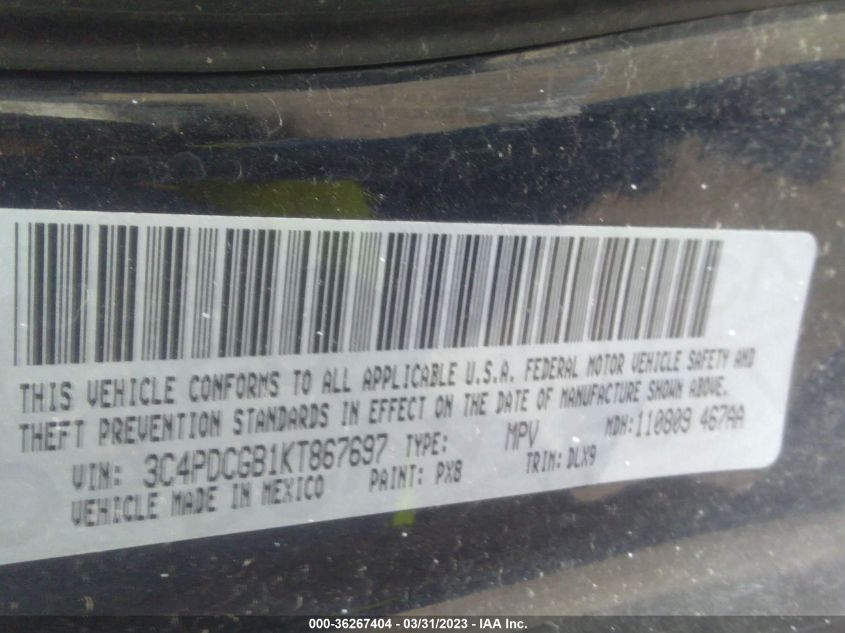 THIS VEHICLE CONFORMS TO ALL APPLICABLE U.S.A. FEDERAL MOTOR VEHICLE SAFETY AND
THEFT PREVENTION STANDARDS IN EFFECT ON THE DATE OF MANUFACTURE SHOWN ABOVE.
VIN: 3C4PDCGB1KT867697 TYPE: MPV MDH:110809 467AA
VEHICLE MADE IN MEXICO PAINT: PX8 TRIM: DLX9
000-36267404 - 03/31/2023 - IAA Inc.